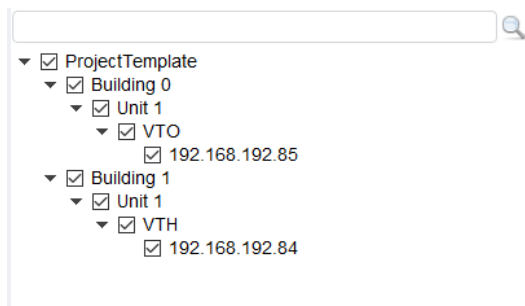 ProjectTemplate
Building 0
Unit 1
VTO
192.168.192.85
Building 1
Unit 1
VTH
192.168.192.84